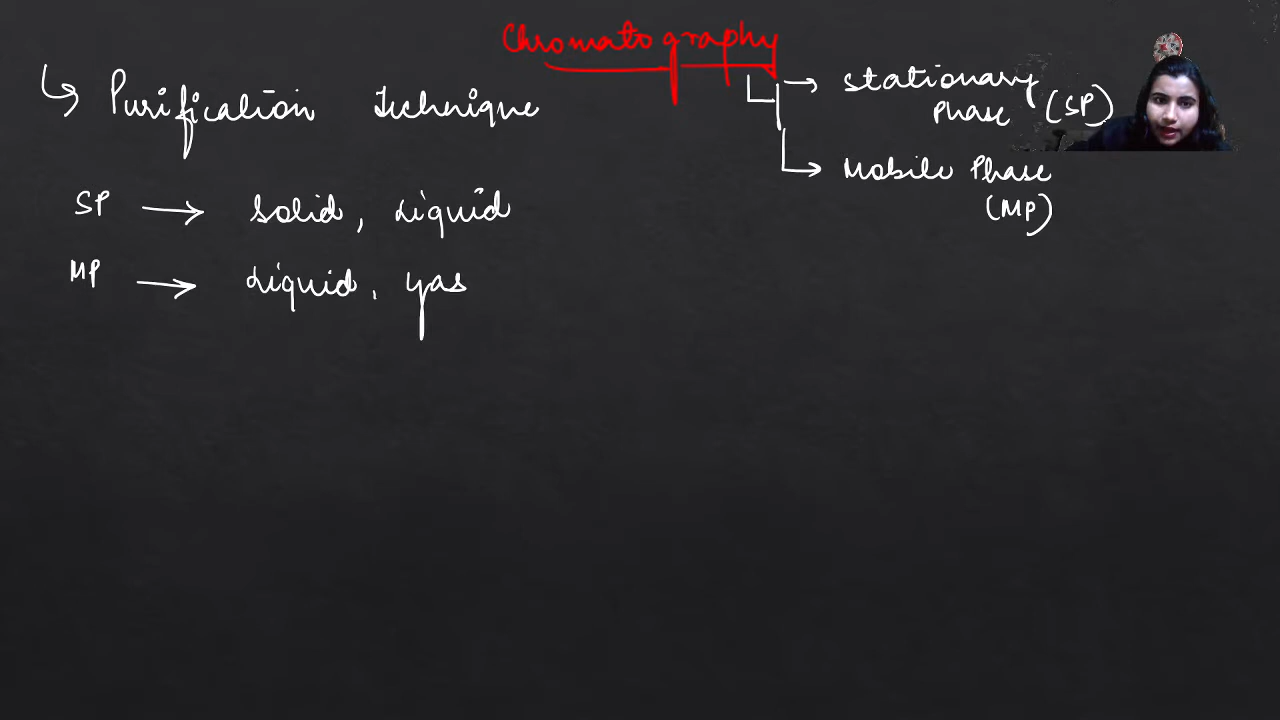 Chromatography
↳ Purification Technique
→ Stationary
Phase (SP)
→ Mobile Phase
(MP)
SP → Solid, Liquid
MP → Liquid, gas